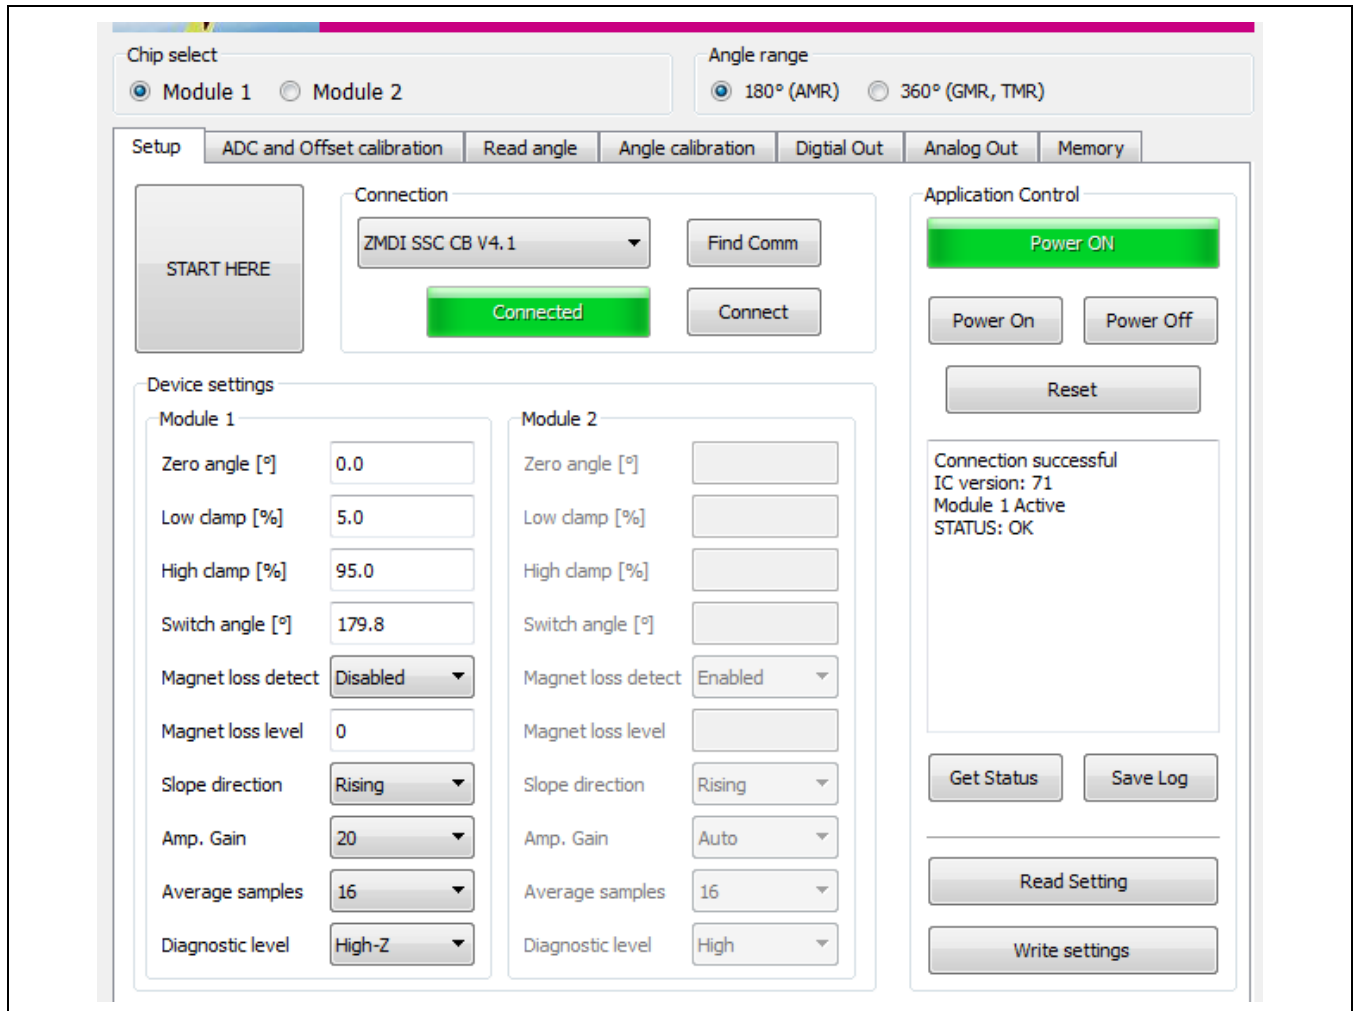 Chip select
Module 1 Module 2
Angle range
180° (AMR) 360° (GMR, TMR)
Setup ADC and Offset calibration Read angle Angle calibration Digtial Out Analog Out Memory
START HERE
Connection
ZMDI SSC CB V4.1 Find Comm
Connected Connect
Device settings
Module 1
Zero angle [°] 0.0
Low clamp [%] 5.0
High clamp [%] 95.0
Switch angle [°] 179.8
Magnet loss detect Disabled
Magnet loss level 0
Slope direction Rising
Amp. Gain 20
Average samples 16
Diagnostic level High-Z
Module 2
Zero angle [°]
Low clamp [%]
High clamp [%]
Switch angle [°]
Magnet loss detect Enabled
Magnet loss level
Slope direction Rising
Amp. Gain Auto
Average samples 16
Diagnostic level High
Application Control
Power ON
Power On Power Off
Reset
Connection successful
IC version: 71
Module 1 Active
STATUS: OK
Get Status Save Log
Read Setting
Write settings